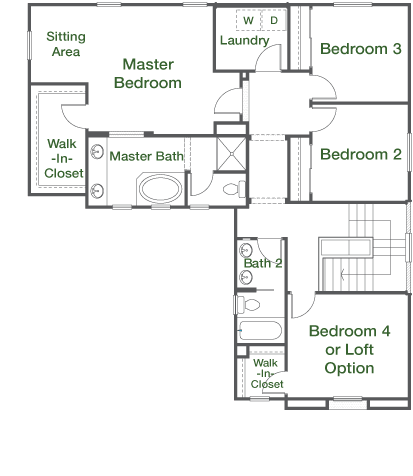 Sitting
Area
Master
Bedroom
W D
Laundry
Bedroom 3
Walk
-In-
Closet
Master Bath
Bedroom 2
Bath 2
Bedroom 4
or Loft
Option
Walk
-In-
Closet